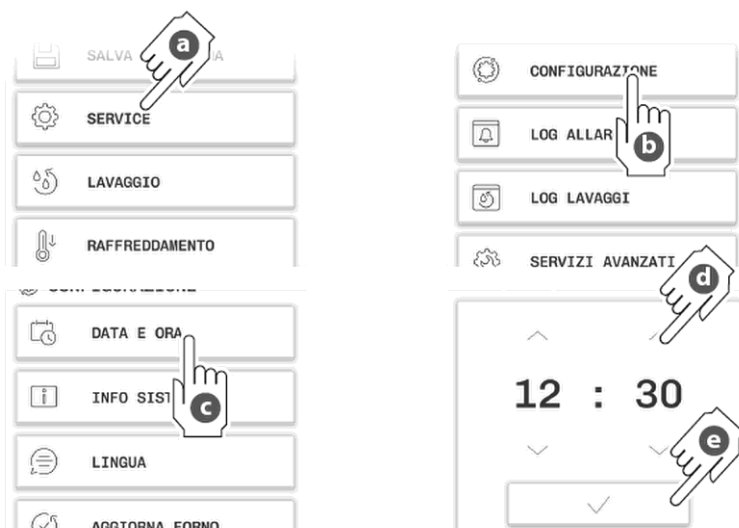 a
SALVA
SERVICE
LAVAGGIO
RAFFREDDAMENTO
CONFIGURAZIONE
b
LOG ALLAR
LOG LAVAGGI
SERVIZI AVANZATI
d
CONFIGURAZIONE
DATA E ORA
c
INFO SIST
LINGUA
AGGIORNA FORNO
12 : 30
e